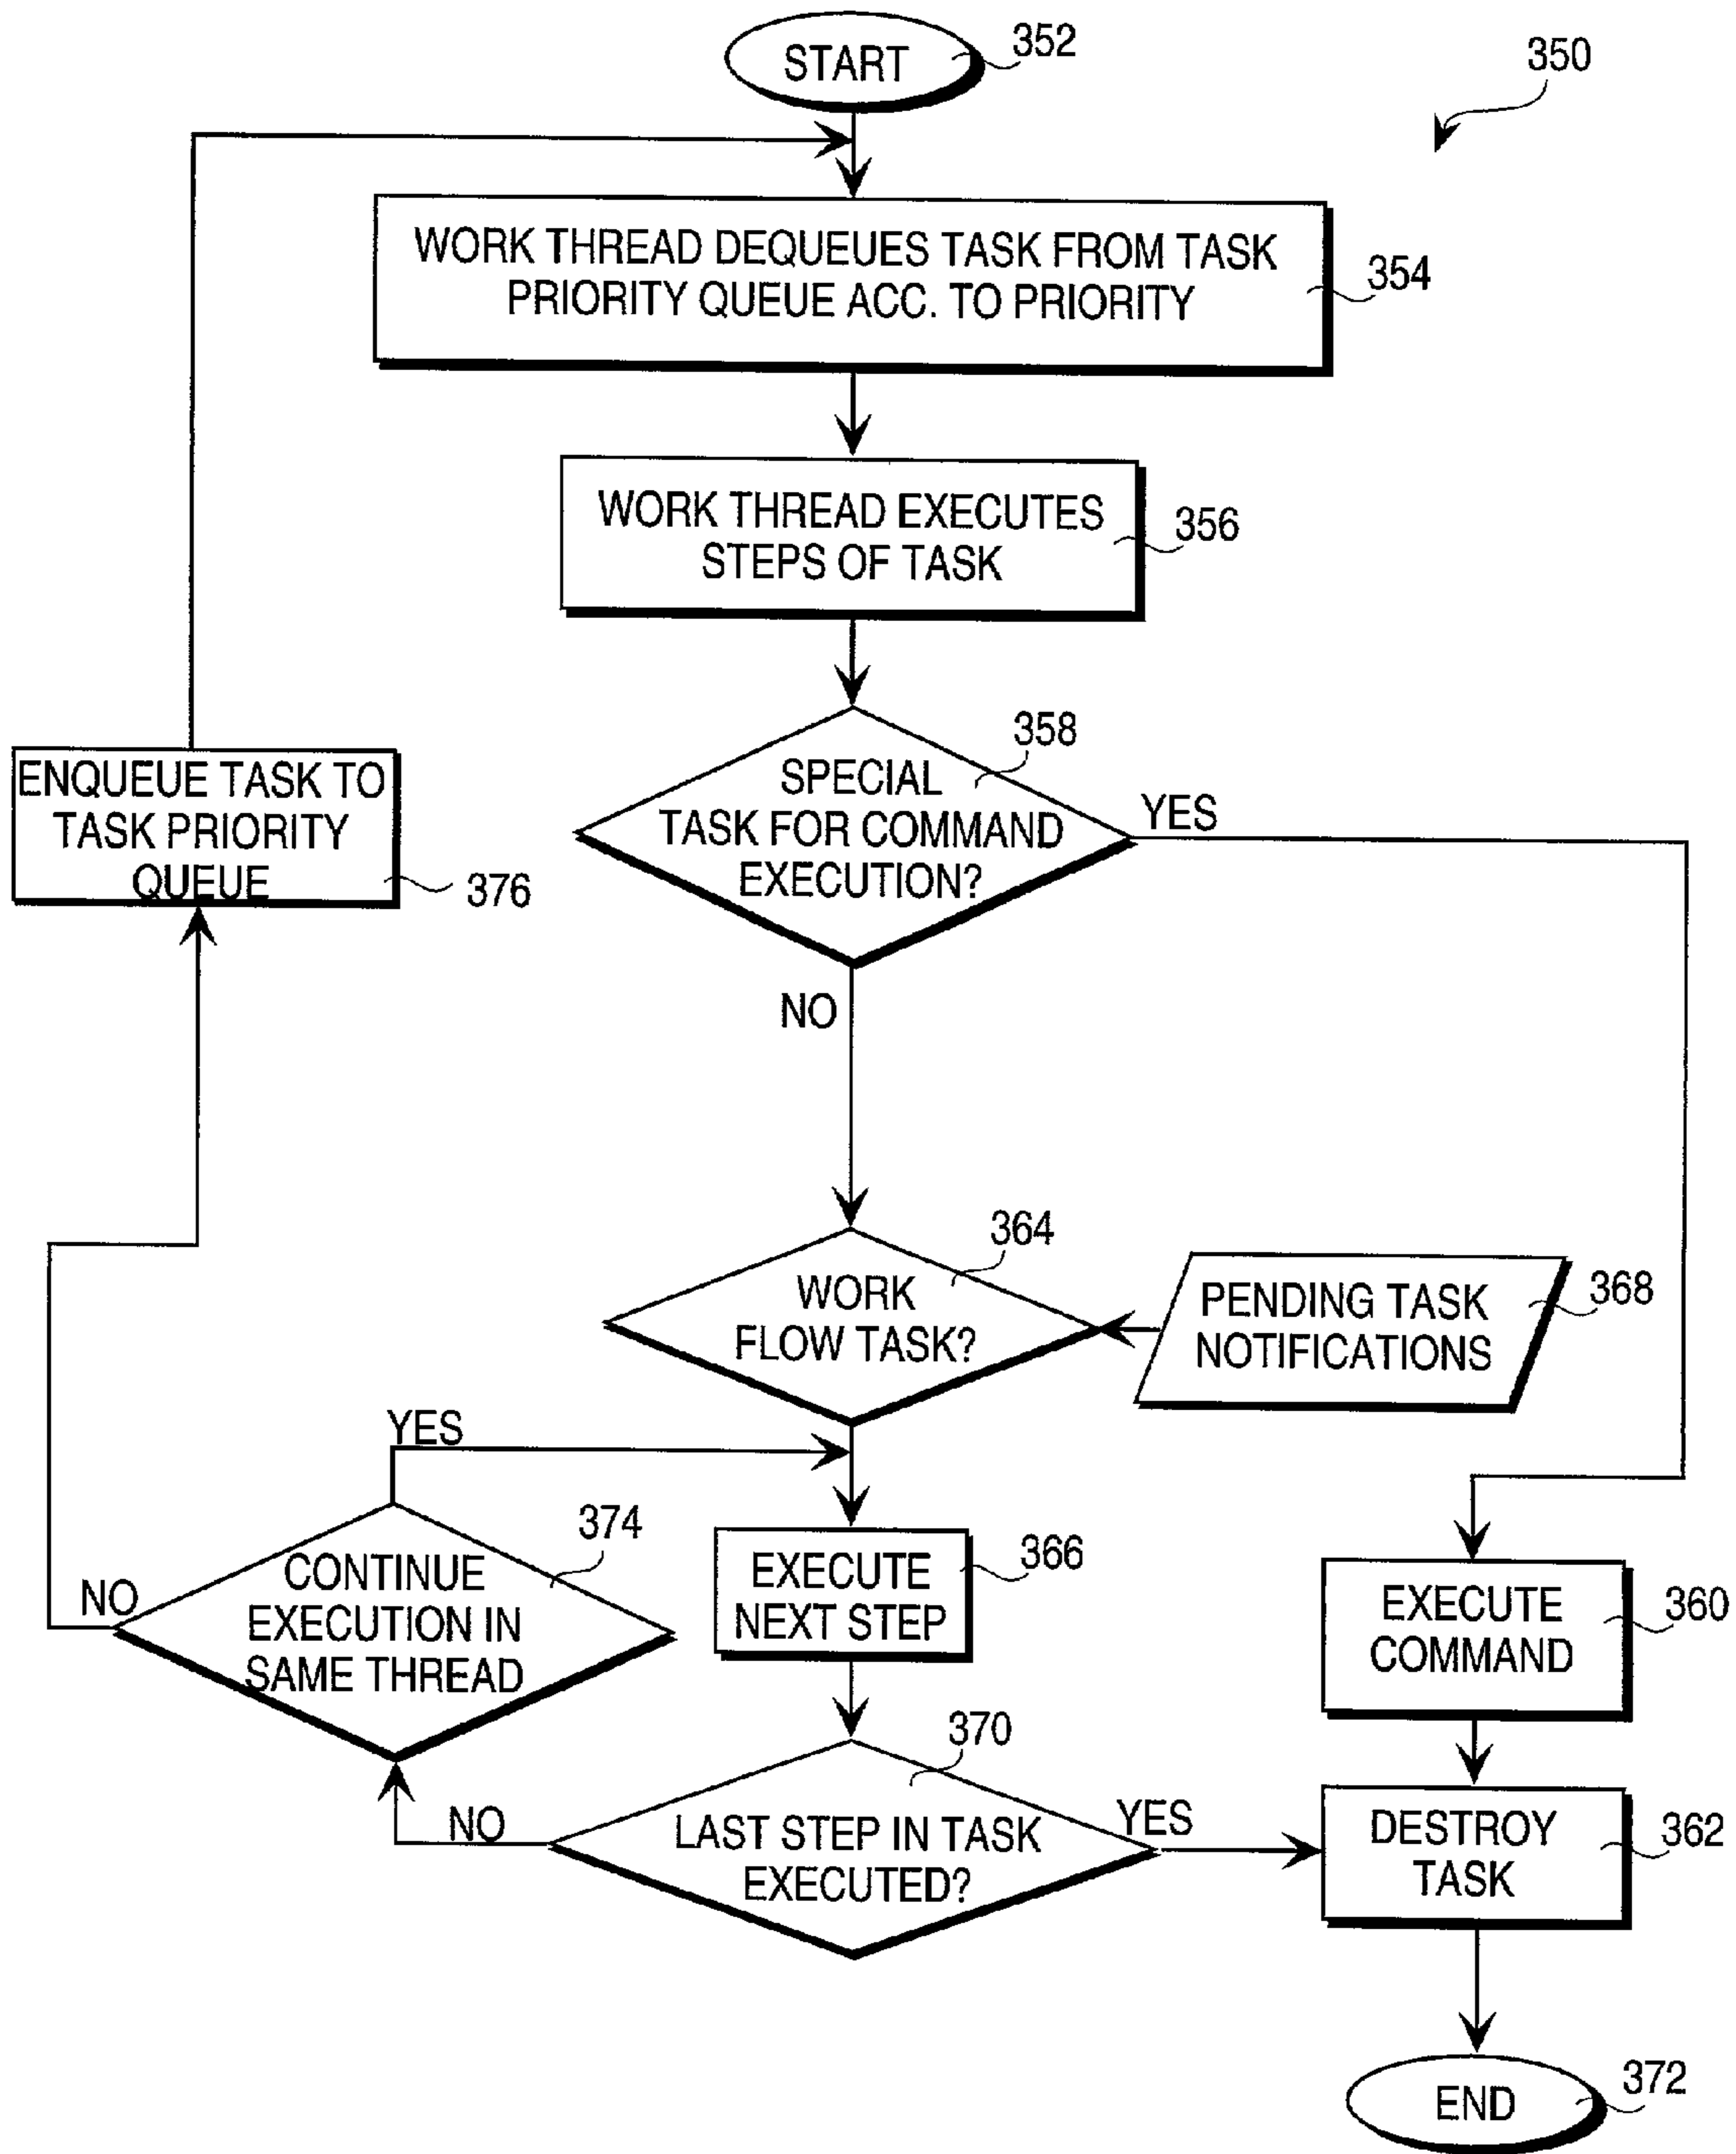 START
352
350
WORK THREAD DEQUEUES TASK FROM TASK
PRIORITY QUEUE ACC. TO PRIORITY
354
WORK THREAD EXECUTES
STEPS OF TASK
356
SPECIAL
TASK FOR COMMAND
EXECUTION?
358
YES
NO
ENQUEUE TASK TO
TASK PRIORITY
QUEUE
376
WORK
FLOW TASK?
364
PENDING TASK
NOTIFICATIONS
368
YES
CONTINUE
EXECUTION IN
SAME THREAD
374
NO
EXECUTE
NEXT STEP
366
EXECUTE
COMMAND
360
LAST STEP IN TASK
EXECUTED?
370
NO
YES
DESTROY
TASK
362
END
372